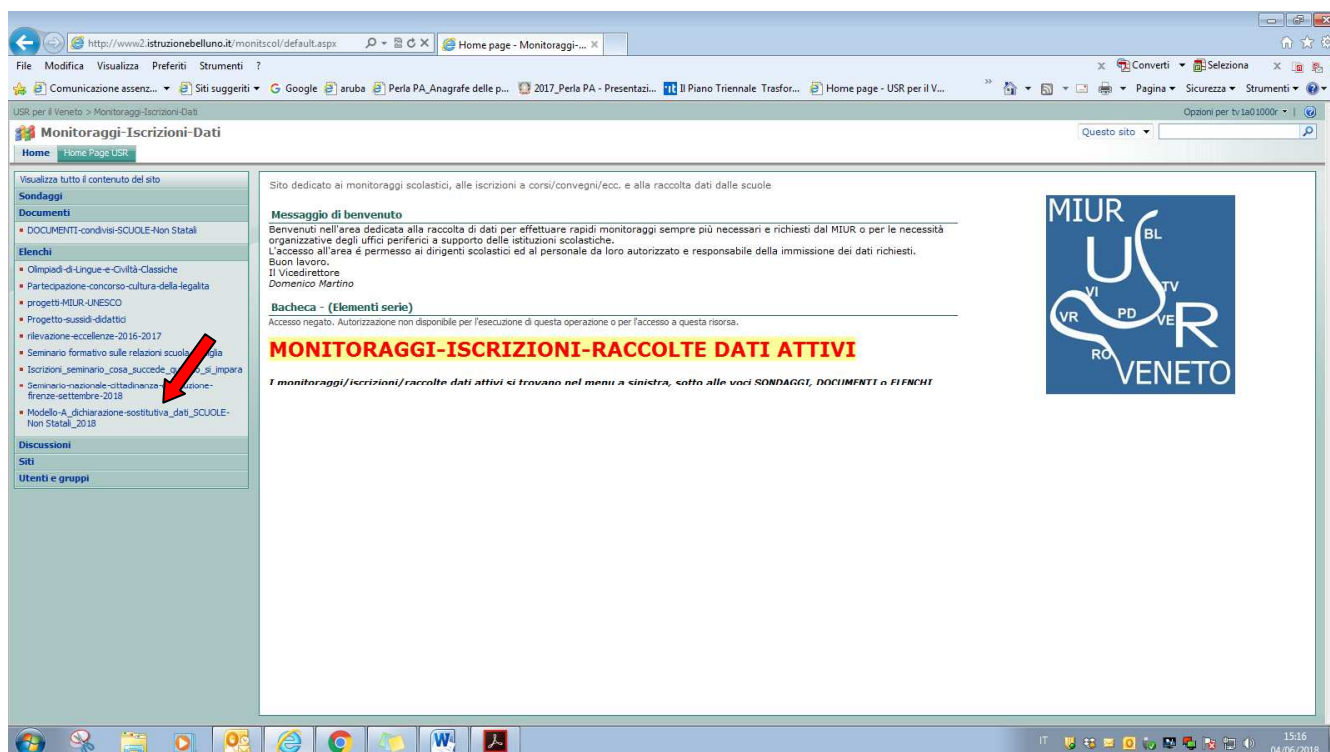 http://www2.istruzionebelluno.it/monitscol/default.aspx
Home page - Monitoraggi-...
File Modifica Visualizza Preferiti Strumenti ?
Converti Seleziona
Comunicazione assenz... Siti suggeriti Google aruba Perla PA_Anagrafe delle p... 2017_Perla PA - Presentazi... Il Piano Triennale Trasfor... Home page - USR per il V... »
Pagina Sicurezza Strumenti
USR per il Veneto > Monitoraggi-Iscrizioni-Dati
Opzioni per tv1a01000r
Monitoraggi-Iscrizioni-Dati
Questo sito
Home Home Page USR
Visualizza tutto il contenuto del sito
Sondaggi
Documenti
DOCUMENTI-condivisi-SCUOLE-Non Statali
Elenchi
Olimpiadi-di-Lingue-e-Civiltà-Classiche
Partecipazione-concorso-cultura-della-legalita
progetti-MIUR-UNESCO
Progetto-sussidi-didattici
rilevazione-eccellenze-2016-2017
Seminario formativo sulle relazioni scuola
Iscrizioni_seminario_cosa_succede si_impara
Seminario-nazionale-cittadinanza-
firenze-settembre-2018
Modello-A_dichiarazione-sostitutiva_dati_SCUOLE-
Non Statali_2018
Discussioni
Siti
Utenti e gruppi
Sito dedicato ai monitoraggi scolastici, alle iscrizioni a corsi/convegni/ecc. e alla raccolta dati dalle scuole
Messaggio di benvenuto
Benvenuti nell'area dedicata alla raccolta di dati per effettuare rapidi monitoraggi sempre più necessari e richiesti dal MIUR o per le necessità
organizzative degli uffici periferici a supporto delle istituzioni scolastiche.
L'accesso all'area é permesso ai dirigenti scolastici ed al personale da loro autorizzato e responsabile della immissione dei dati richiesti.
Buon lavoro.
Il Vicedirettore
Domenico Martino
Bacheca - (Elementi serie)
Accesso negato. Autorizzazione non disponibile per l'esecuzione di questa operazione o per l'accesso a questa risorsa.
MONITORAGGI-ISCRIZIONI-RACCOLTE DATI ATTIVI
I monitoraggi/iscrizioni/raccolte dati attivi si trovano nel menu a sinistra, sotto alle voci SONDAGGI, DOCUMENTI o ELENCHI
MIUR
BL
U
VI
TV
S
VR
PD
VE
R
RO
VENETO
IT
15:16
04/06/2018